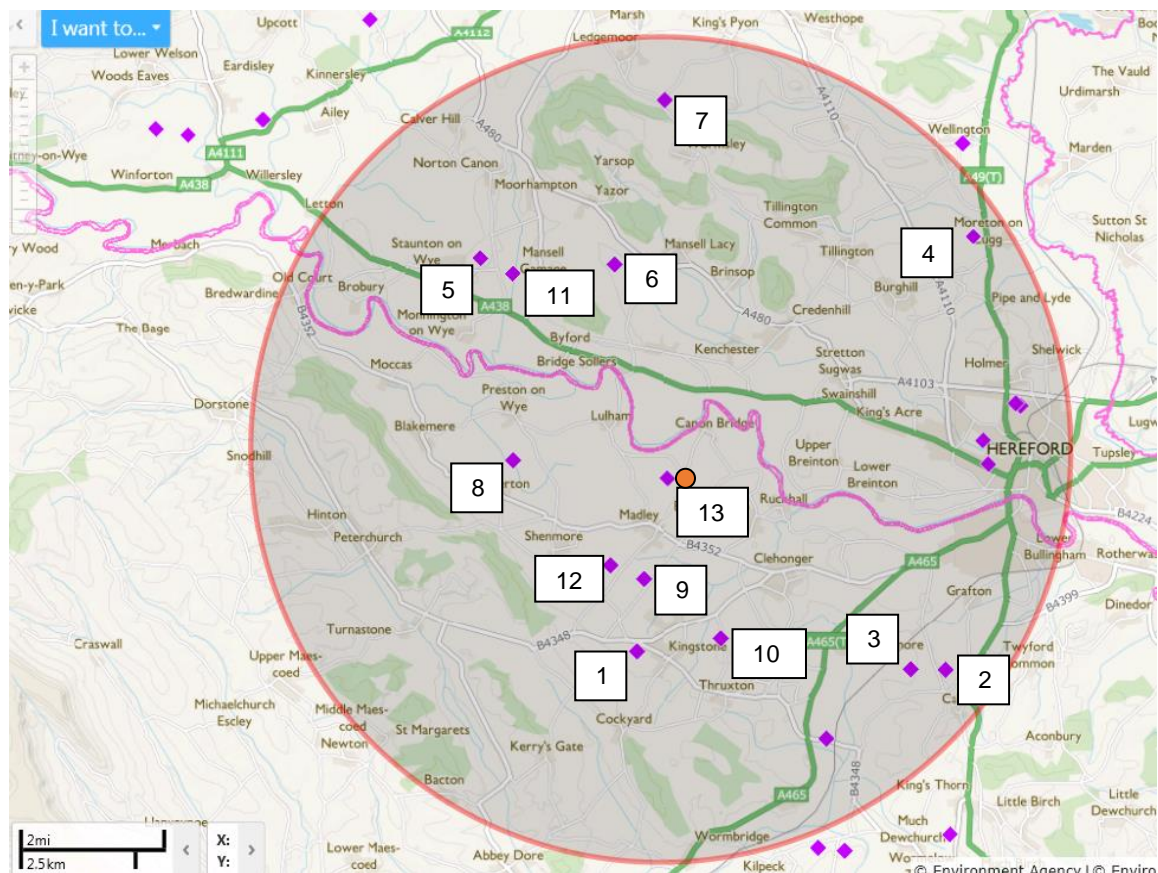 I want to...
Upcott
A4112
Marsh
Ledgemoor
King's Pyon
Westhope
Lower Welson
Woods Eaves
Eardisley
Kinnersley
Ailey
Calver Hill
A480
A4110
The Vauld
Urdimarsh
7
Wellington
Marden
A4111
Norton Canon
Yarsop
Winforton
A438
Willersley
Letton
Moorhampton
Yazor
A49(T)
Tillington
Common
Moreton on
Lugg
Sutton St
Nicholas
Merbach
Staunton on
Wye
Mansell
Mansell Lacy
Tillington
4
5
11
6
Brinsop
Burghill
A4110
Old Court
Bredwardine
Brobury
B4352
A438
on Wye
Byford
A480
Credenhill
Pipe and Lyde
The Bage
Moccas
Bridge Sollers
Kenchester
Stretton
Sugwas
Holmer
Shelwick
A4103
Swainshill
King's Acre
Dorstone
Preston on
Wye
Lulham
Canon Bridge
Blakemere
Snodhill
Upper
Breinton
HEREFORD
Tupsley
8
Lower
Breinton
13
Ruckhall
Hinton
Peterchurch
Madley
Shenmore
B4352
Clehonger
B4224
Lower
Bullingham
A465
12
9
Grafton
B4399
Dinedor
Craswall
Turnastone
B4348
Kingstone
10
A465(T)
3
Twyford
Common
Upper Maes-
coed
1
Thruxton
2
Michaelchurch
Escley
Middle Maes-
coed
Newton
St Margarets
Cockyard
Kerry's Gate
Aconbury
Bacton
A465
B4348
King's Thorn
Little Birch
Little
Dewchurch
2mi
2.5km
X:
Y:
Lower Maes-
coed
Abbey Dore
Wormbridge
Kilpeck
Much
Dewchurch
© Environment Agency | © Enviro